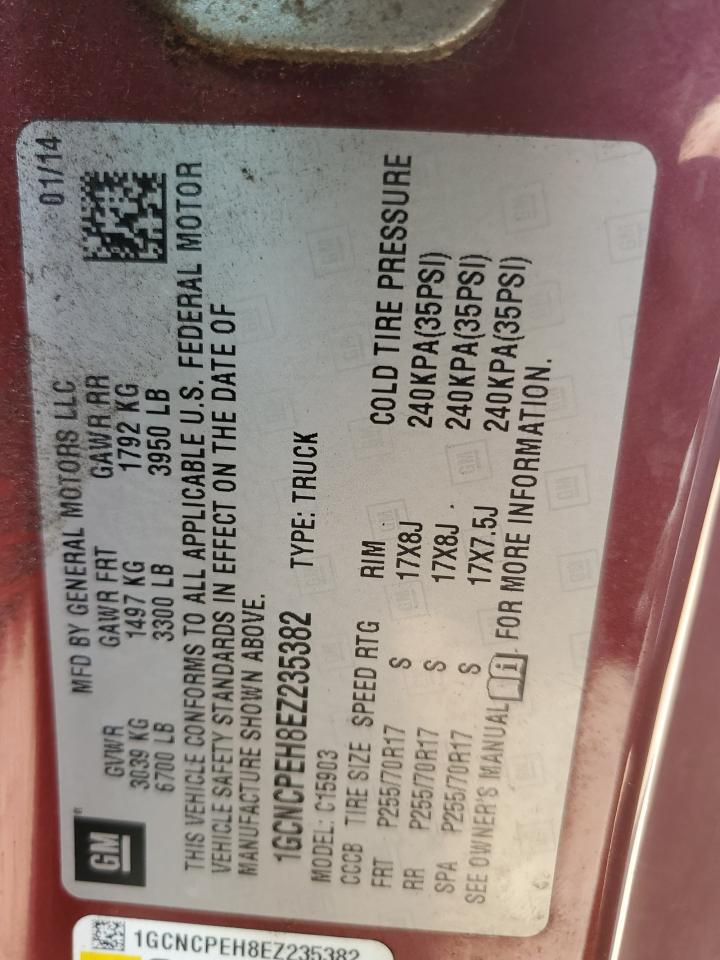 GM
MFD BY GENERAL MOTORS LLC 01/14
GVWR GAWR FRT GAWR RR
3039 KG 1497 KG 1792 KG
6700 LB 3300 LB 3950 LB
THIS VEHICLE CONFORMS TO ALL APPLICABLE U.S. FEDERAL MOTOR
VEHICLE SAFETY STANDARDS IN EFFECT ON THE DATE OF
MANUFACTURE SHOWN ABOVE.
1GCNCPEH8EZ235382 TYPE: TRUCK
MODEL: C15903
CCCB TIRE SIZE SPEED RTG RIM COLD TIRE PRESSURE
FRT P255/70R17 S 17X8J 240KPA(35PSI)
RR P255/70R17 S 17X8J 240KPA(35PSI)
SPA P255/70R17 S 17X7.5J 240KPA(35PSI)
SEE OWNER'S MANUAL FOR MORE INFORMATION.
1GCNCPEH8EZ235382